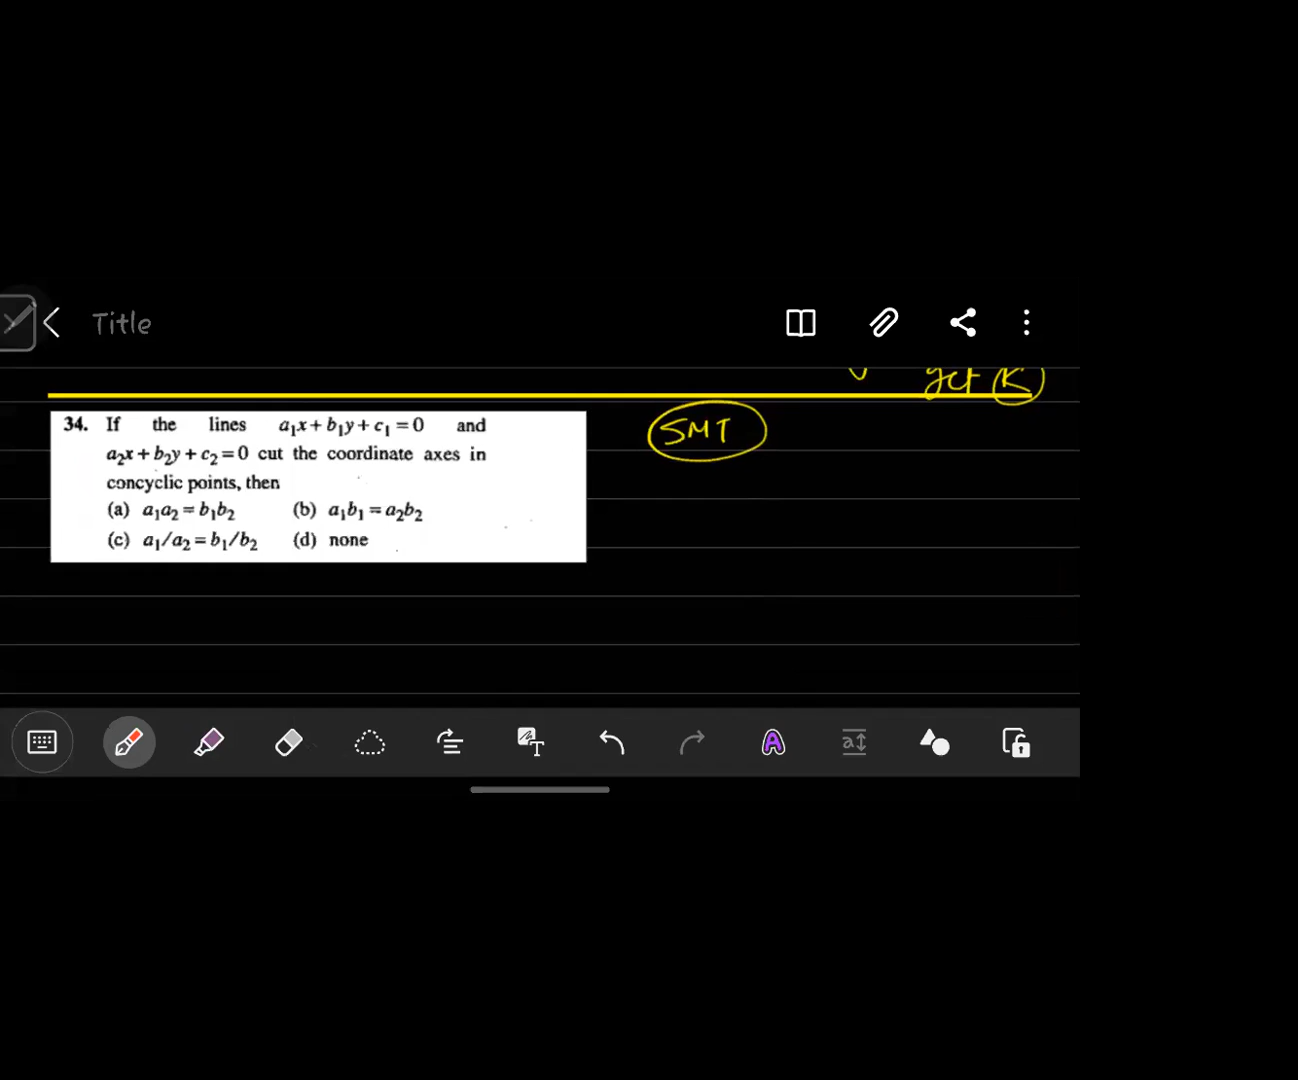 Title
get K
34. If the lines a₁x + b₁y + c₁ = 0 and
a₂x + b₂y + c₂ = 0 cut the coordinate axes in
concyclic points, then
(a) a₁a₂ = b₁b₂ (b) a₁b₁ = a₂b₂
(c) a₁/a₂ = b₁/b₂ (d) none
SMT